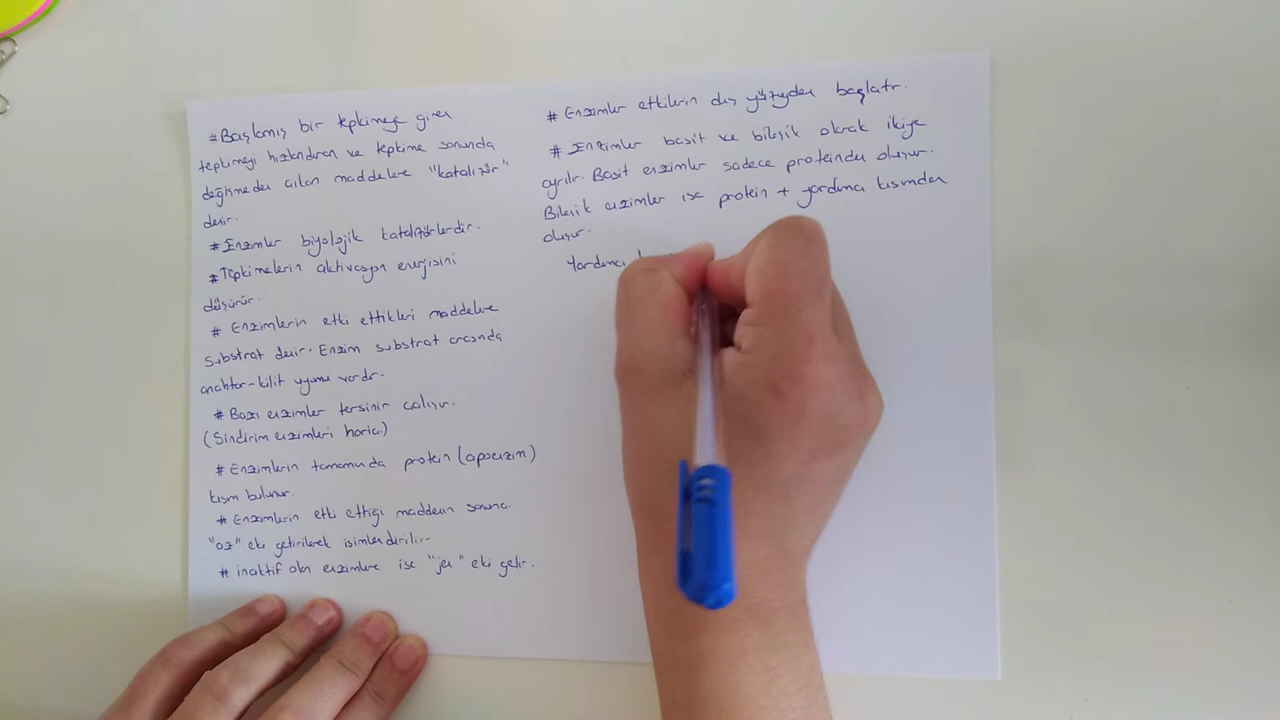 #Başlamış bir tepkimeye giren
tepkimeyi hızlandıran ve tepkime sonunda
değişmeden çıkan maddelere "katalizör"
denir.
#Enzimler biyolojik katalizörlerdir.
#Tepkimelerin aktivasyon enerjisini
düşürür.
# Enzimlerin etki ettikleri maddelere
substrat denir. Enzim substrat arasında
anahtar-kilit uyumu vardır.
# Bazı enzimler tersinir çalışır.
(Sindirim enzimleri hariç)
# Enzimlerin tamamında protein (apoenzim)
kısım bulunur.
# Enzimlerin etki ettiği maddenin sonuna
"az" eki getirilerek isimlendirilir.
# inaktif olan enzimlere ise "jen" eki gelir.
# Enzimler etkilerin dış yüzeyden başlatır.
# Enzimler basit ve bileşik olarak ikiye
ayrılır. Basit enzimler sadece proteinden oluşur.
Bileşik enzimler ise protein + yardımcı kısımdan
oluşur.
Yardımcı